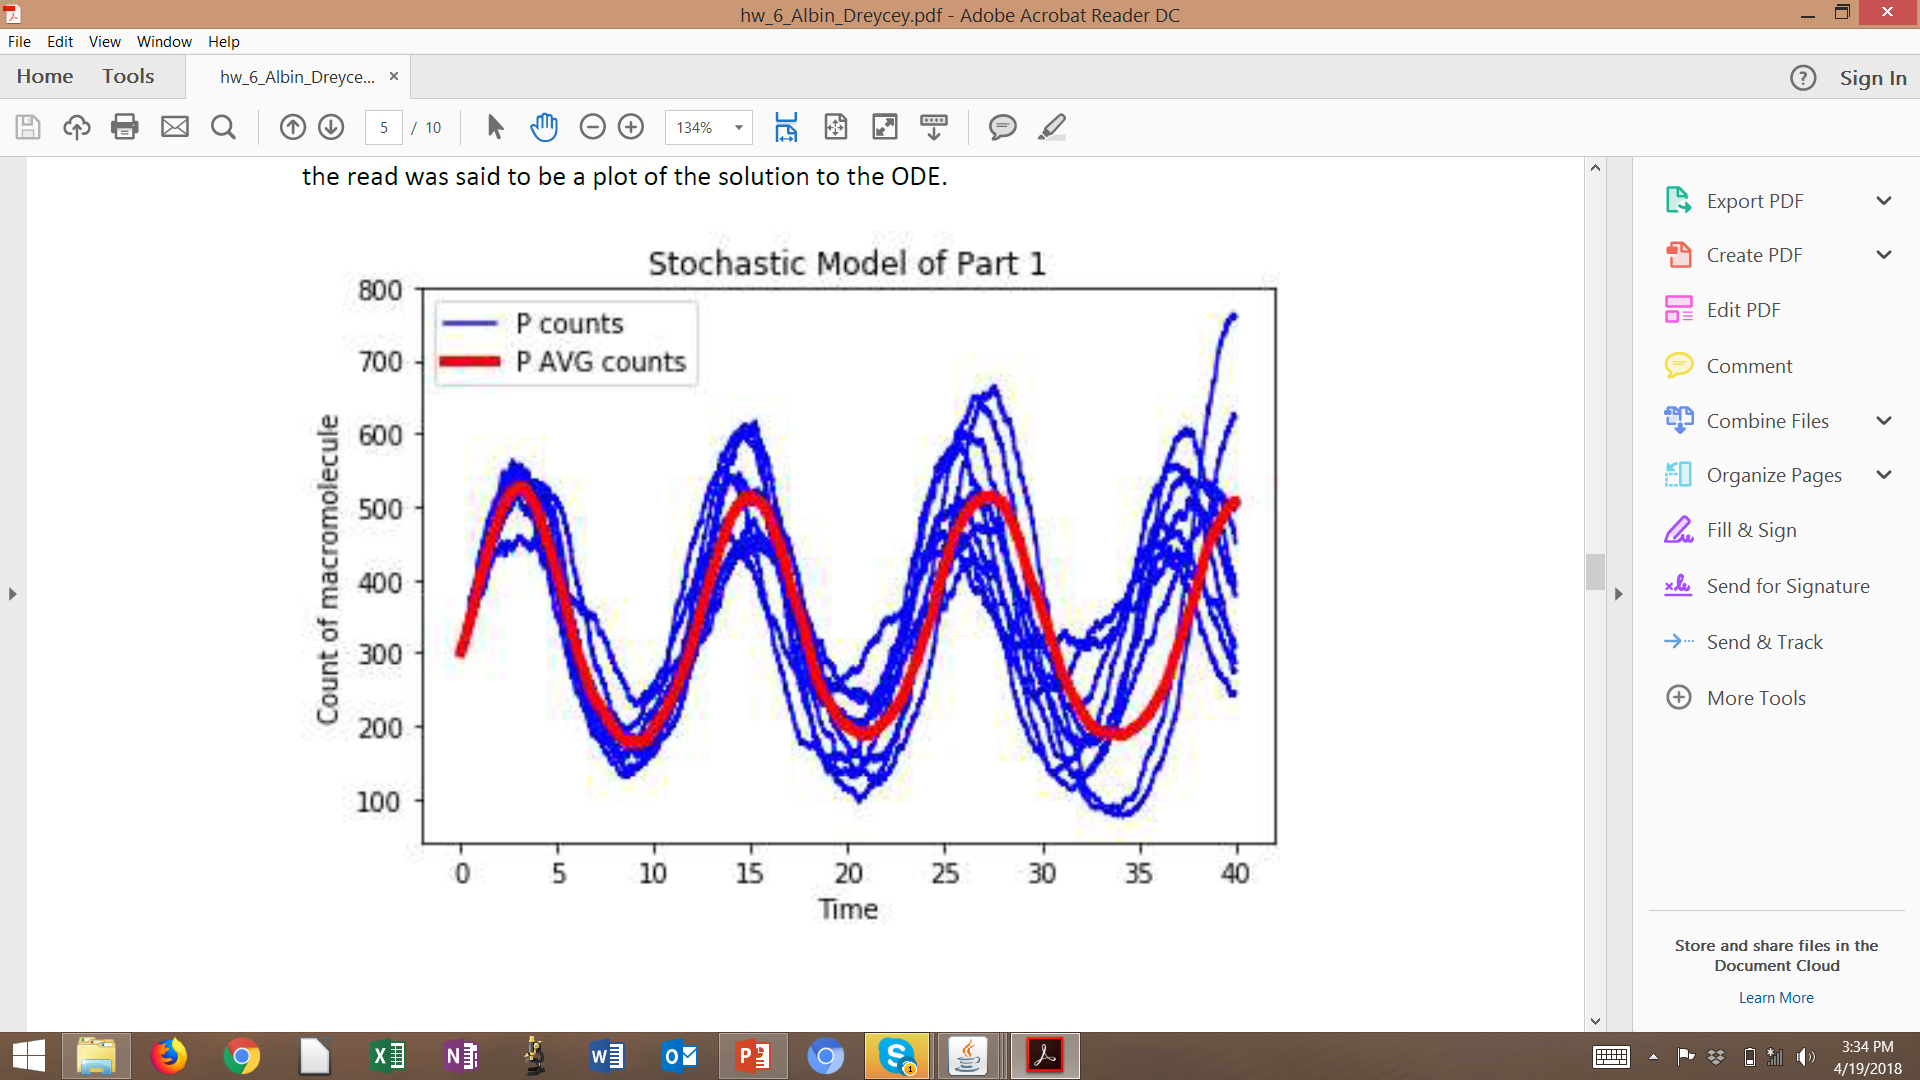 hw_6_Albin_Dreycey.pdf - Adobe Acrobat Reader DC
File Edit View Window Help
Home Tools hw_6_Albin_Dreyce... × Sign In
5 / 10 134%
the read was said to be a plot of the solution to the ODE.
Stochastic Model of Part 1
P counts
P AVG counts
Count of macromolecule
800
700
600
500
400
300
200
100
0 5 10 15 20 25 30 35 40
Time
Export PDF
Create PDF
Edit PDF
Comment
Combine Files
Organize Pages
Fill & Sign
Send for Signature
Send & Track
More Tools
Store and share files in the
Document Cloud
Learn More
3:34 PM
4/19/2018